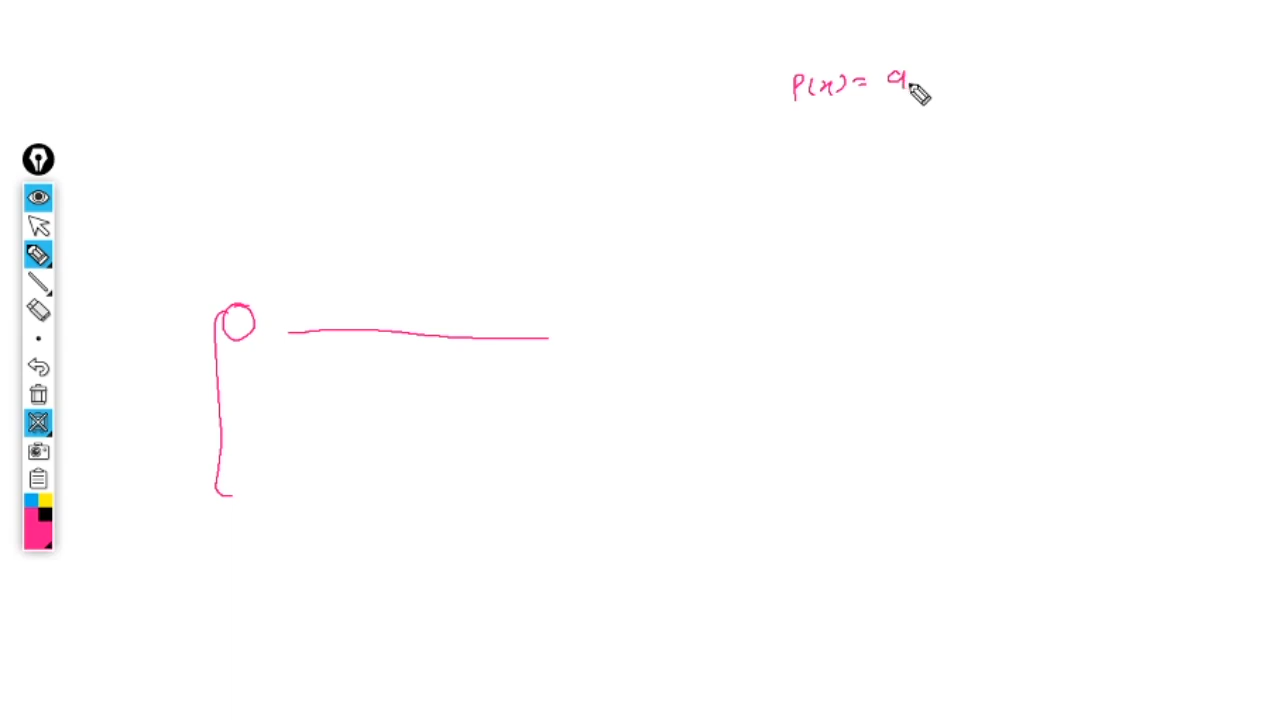 P(x) = a